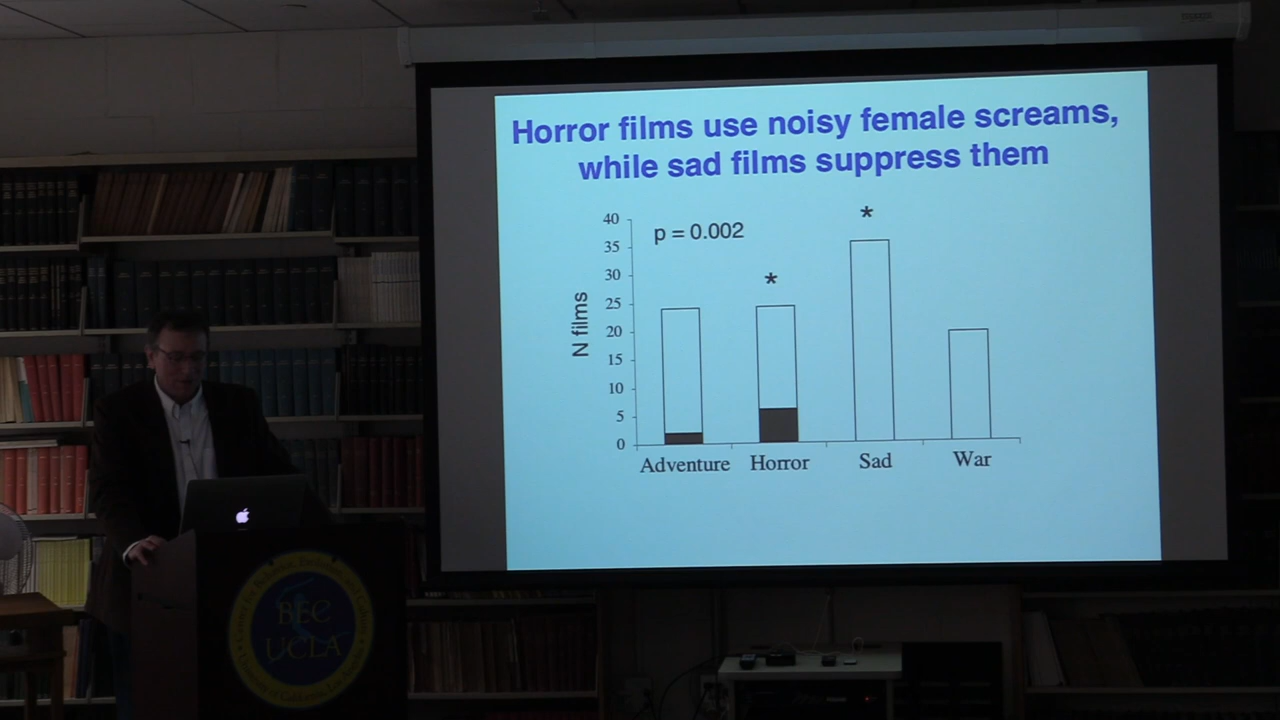 Horror films use noisy female screams,
while sad films suppress them
*
*
p = 0.002
40
35
30
25
20
15
10
5
0
N films
Adventure Horror Sad War
BEC
UCLA